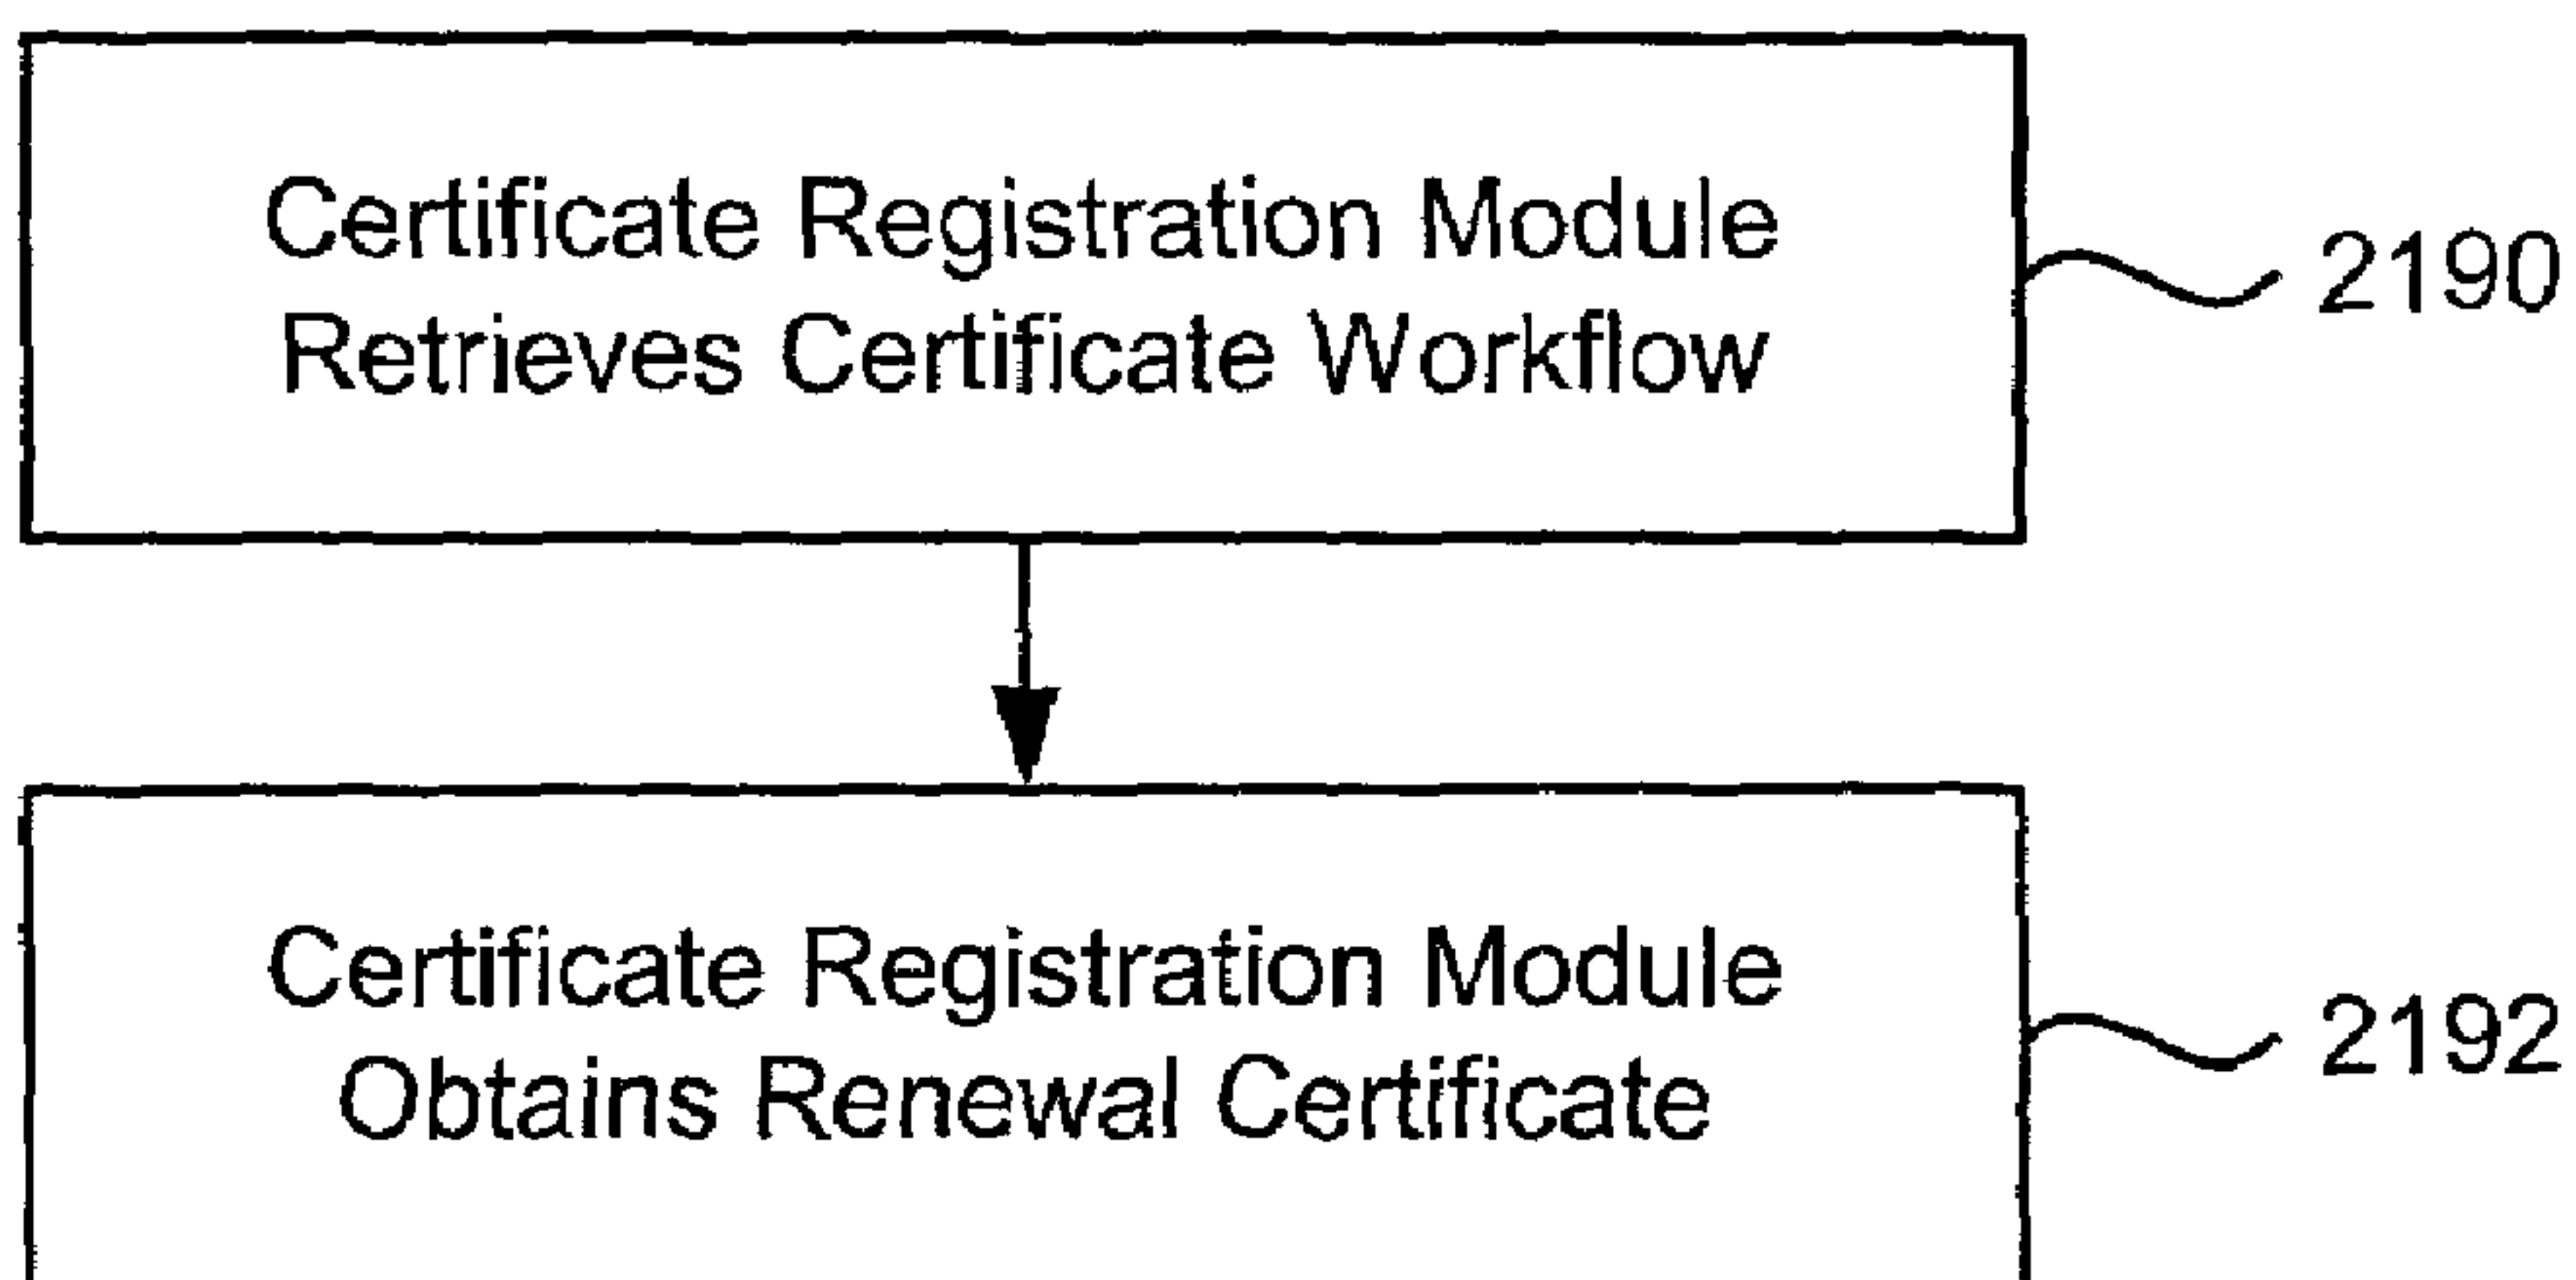 Certificate Registration Module
Retrieves Certificate Workflow
2190
Certificate Registration Module
Obtains Renewal Certificate
2192